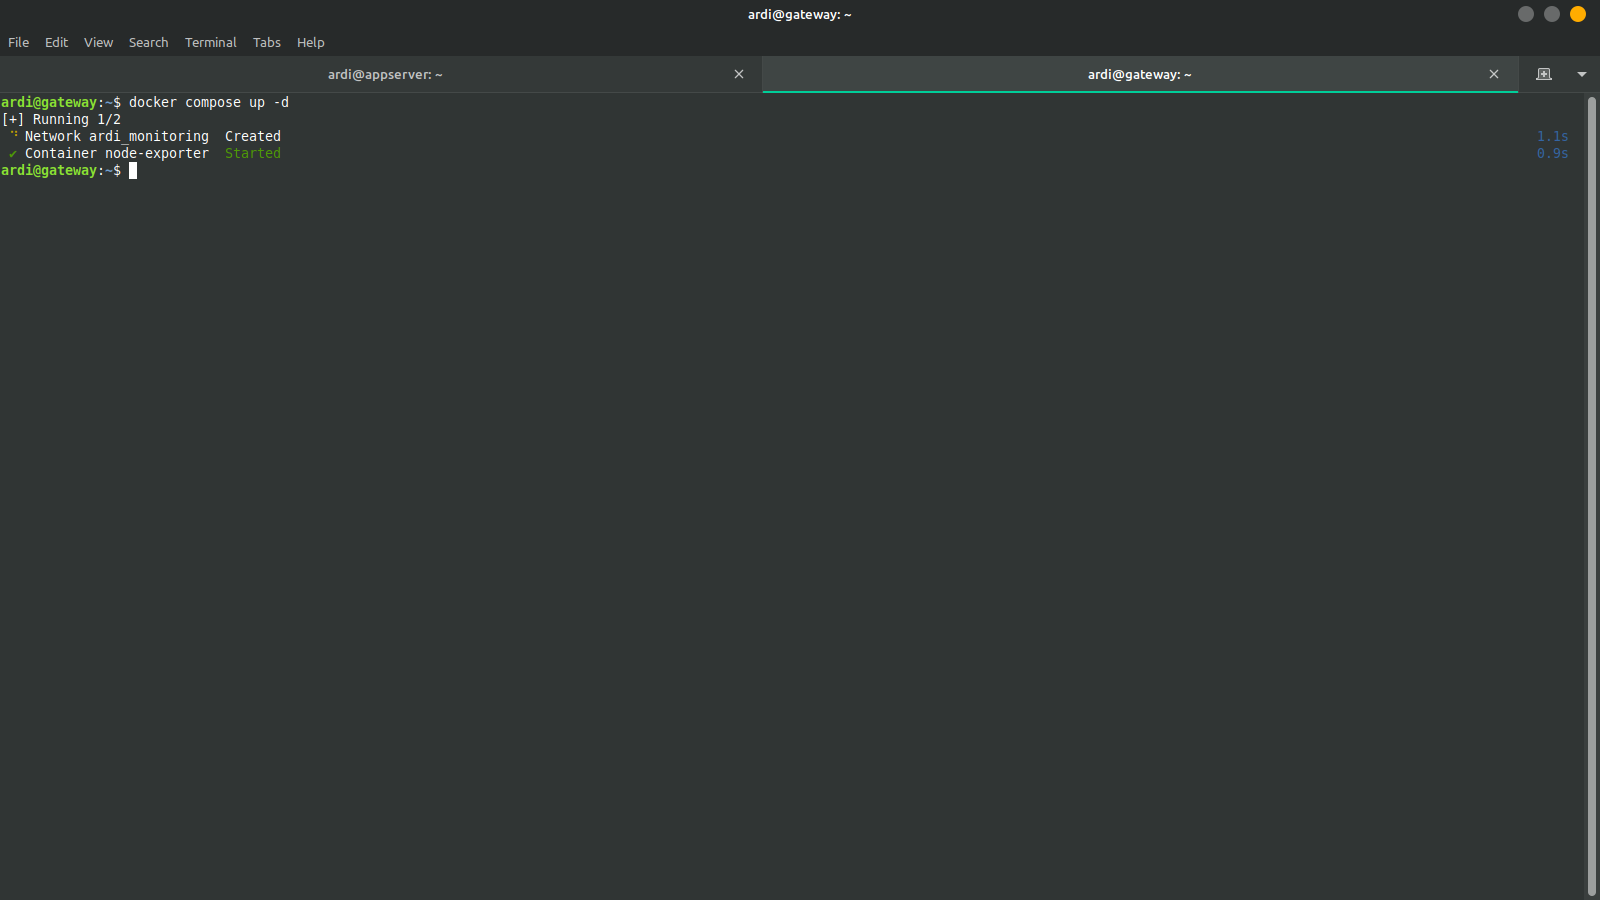 ardi@gateway: ~
File Edit View Search Terminal Tabs Help
ardi@appserver: ~ ardi@gateway: ~
ardi@gateway:~$ docker compose up -d
[+] Running 1/2
⠙ Network ardi_monitoring Created 1.1s
✔ Container node-exporter Started 0.9s
ardi@gateway:~$